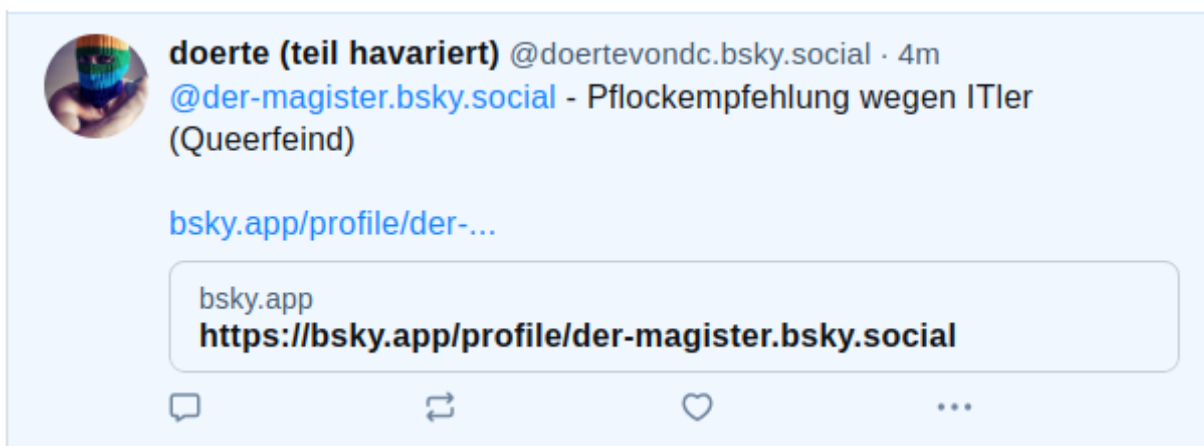 doerte (teil havariert) @doertevondc.bsky.social · 4m
@der-magister.bsky.social - Pflockempfehlung wegen ITler
(Queerfeind)
bsky.app/profile/der-...
bsky.app
https://bsky.app/profile/der-magister.bsky.social